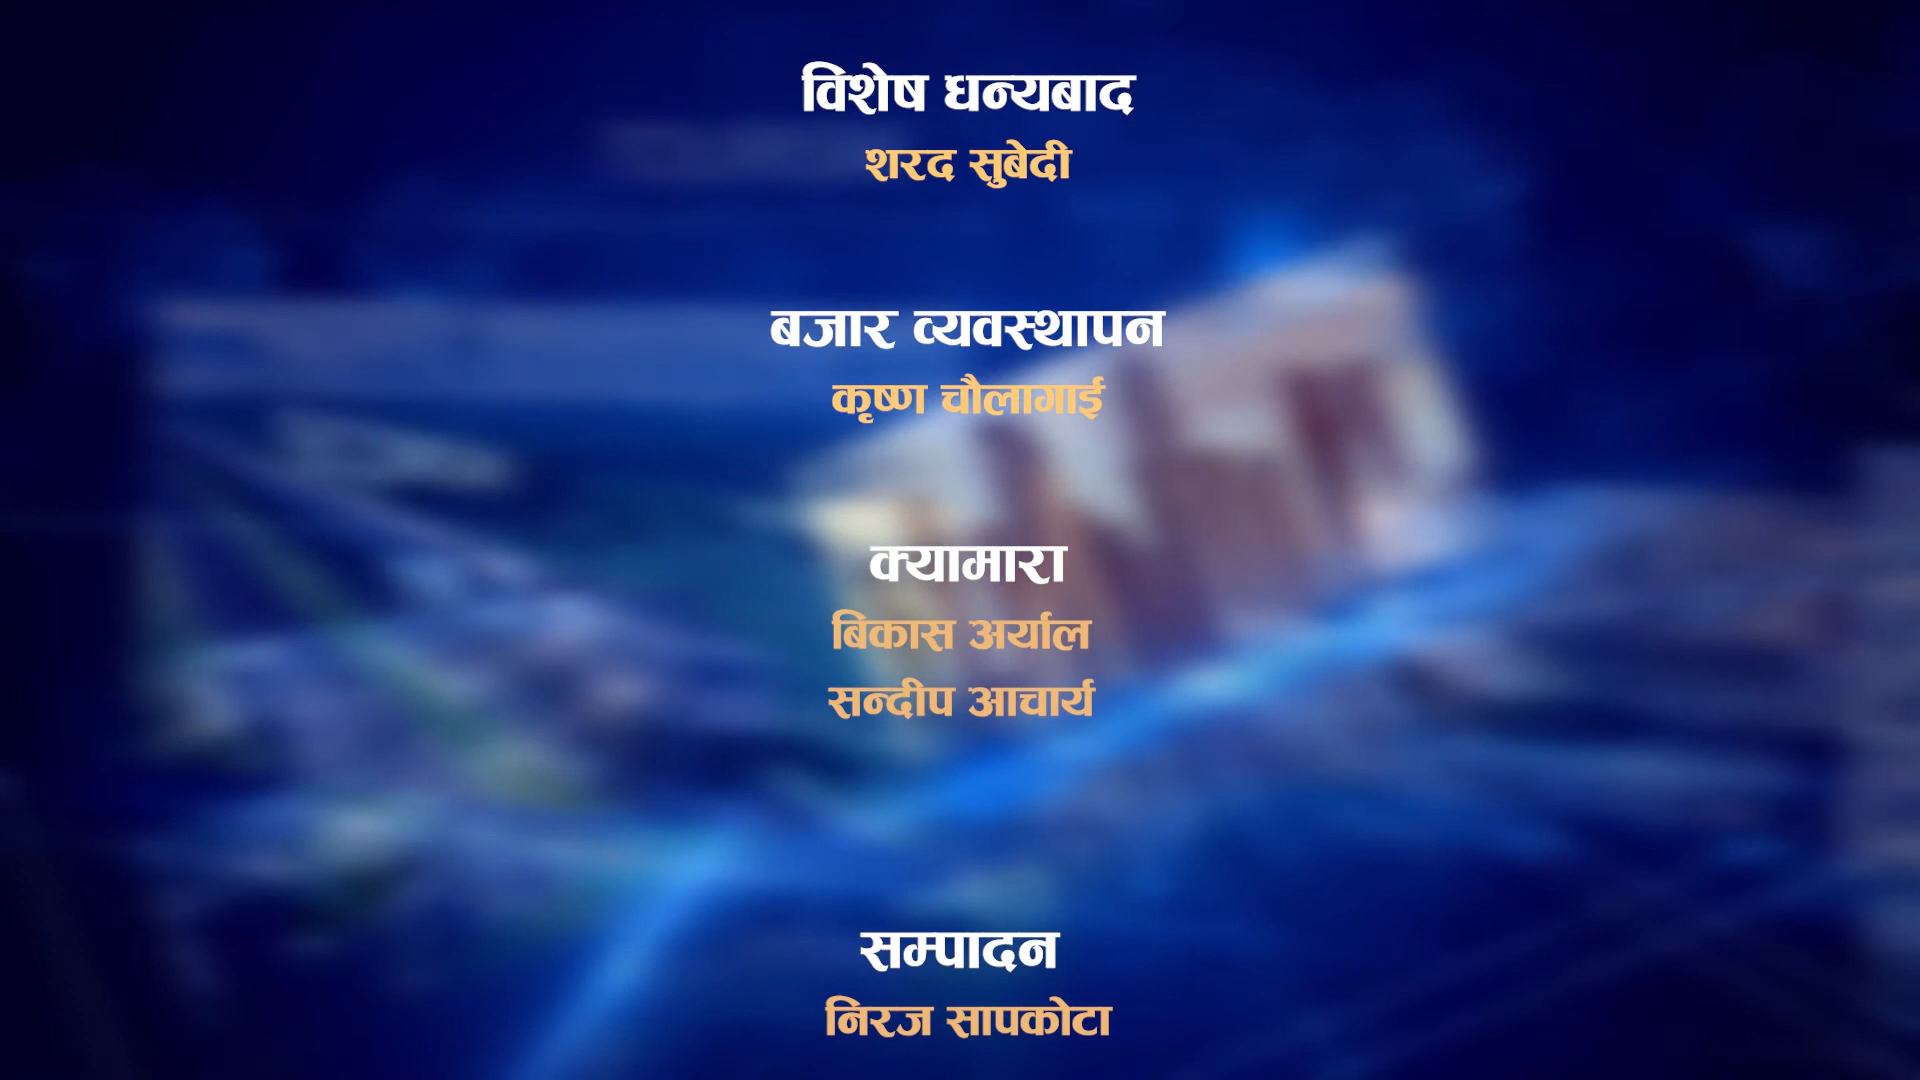 विशेष धन्यबाद
शरद सुबेदी
बजार व्यवस्थापन
कृष्ण चौलागाई
क्यामारा
बिकास अर्याल
सन्दीप आचार्य
सम्पादन
निरज सापकोटा